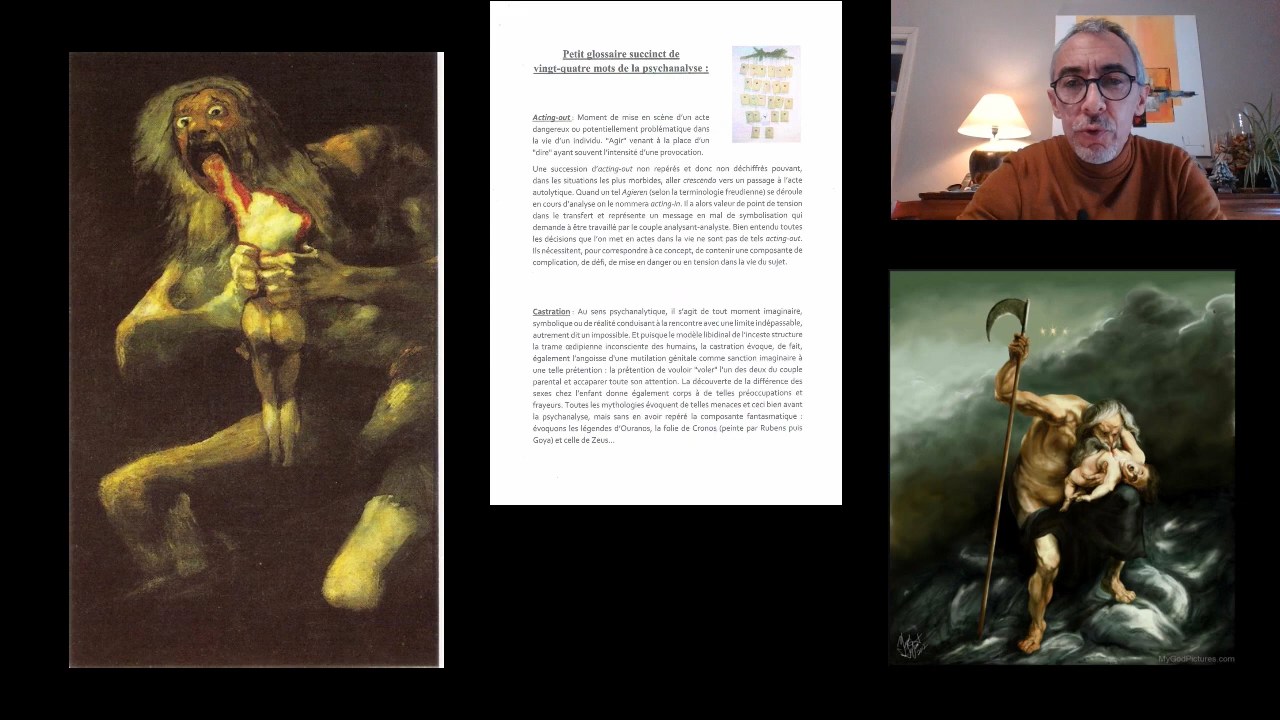 Petit glossaire succinct de
vingt-quatre mots de la psychanalyse :
Acting-out : Moment de mise en scène d'un acte
dangereux ou potentiellement problématique dans
la vie d'un individu. "Agir" venant à la place d'un
"dire" ayant souvent l'intensité d'une provocation.
Une succession d'acting-out non repérés et donc non déchiffrés pouvant,
dans les situations les plus morbides, aller crescendo vers un passage à l'acte
autolytique. Quand un tel Agieren (selon la terminologie freudienne) se déroule
en cours d'analyse on le nommera acting-in. Il a alors valeur de point de tension
dans le transfert et représente un message en mal de symbolisation qui
demande à être travaillé par le couple analysant-analyste. Bien entendu toutes
les décisions que l'on met en actes dans la vie ne sont pas de tels acting-out.
Ils nécessitent, pour correspondre à ce concept, de contenir une composante de
complication, de défi, de mise en danger ou en tension dans la vie du sujet.
Castration : Au sens psychanalytique, il s'agit de tout moment imaginaire,
symbolique ou de réalité conduisant à la rencontre avec une limite indépassable,
autrement dit un impossible. Et puisque le modèle libidinal de l'inceste structure
la trame œdipienne inconsciente des humains, la castration évoque, de fait,
également l'angoisse d'une mutilation génitale comme sanction imaginaire à
une telle prétention : la prétention de vouloir "voler" l'un des deux du couple
parental et accaparer toute son attention. La découverte de la différence des
sexes chez l'enfant donne également corps à de telles préoccupations et
frayeurs. Toutes les mythologies évoquent de telles menaces et ceci bien avant
la psychanalyse, mais sans en avoir repéré la composante fantasmatique :
évoquons les légendes d'Ouranos, la folie de Cronos (peinte par Rubens puis
Goya) et celle de Zeus...
MyGodPictures.com